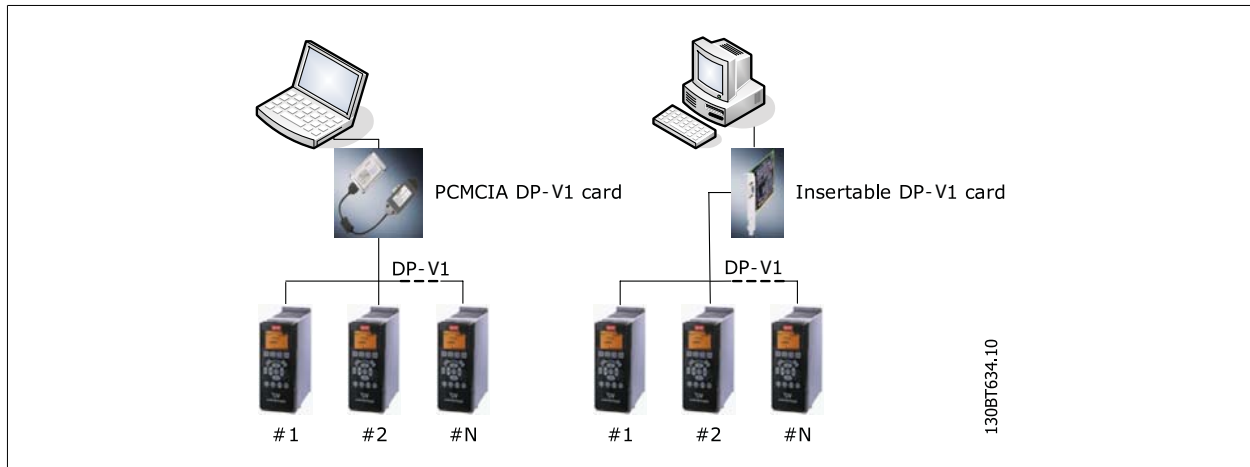 PCMCIA DP-V1 card
Insertable DP-V1 card
DP-V1
DP-V1
#1
#2
#N
#1
#2
#N
130BT634.10